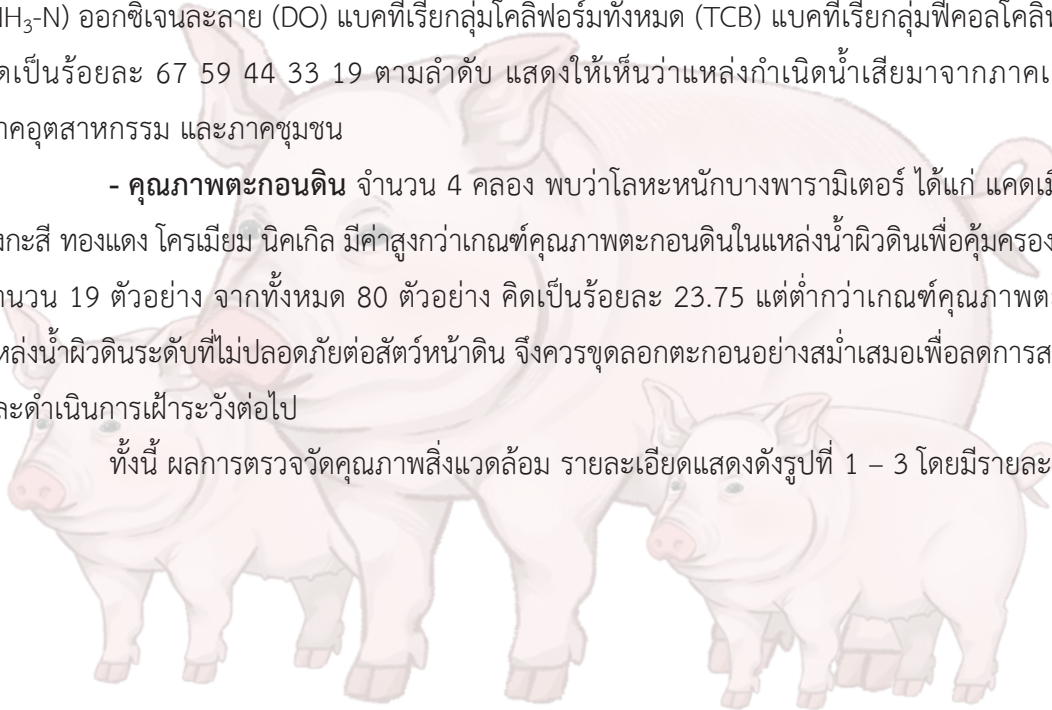 H₃-N) ออกซิเจนละลาย (DO) แบคทีเรียกลุ่มโคลิฟอร์มทั้งหมด (TCB) แบคทีเรียกลุ่มฟีคอลโคลิ
ดเป็นร้อยละ 67 59 44 33 19 ตามลำดับ แสดงให้เห็นว่าแหล่งกำเนิดน้ำเสียมาจากภาคเ
าคอุตสาหกรรม และภาคชุมชน
- คุณภาพตะกอนดิน จำนวน 4 คลอง พบว่าโลหะหนักบางพารามิเตอร์ ได้แก่ แคดเมี
งกะสี ทองแดง โครเมียม นิคเกิล มีค่าสูงกว่าเกณฑ์คุณภาพตะกอนดินในแหล่งน้ำผิวดินเพื่อคุ้มครอง
านวน 19 ตัวอย่าง จากทั้งหมด 80 ตัวอย่าง คิดเป็นร้อยละ 23.75 แต่ต่ำกว่าเกณฑ์คุณภาพต
หล่งน้ำผิวดินระดับที่ไม่ปลอดภัยต่อสัตว์หน้าดิน จึงควรขุดลอกตะกอนอย่างสม่ำเสมอเพื่อลดการส
ละดำเนินการเฝ้าระวังต่อไป
ทั้งนี้ ผลการตรวจวัดคุณภาพสิ่งแวดล้อม รายละเอียดแสดงดังรูปที่ 1 – 3 โดยมีรายละ